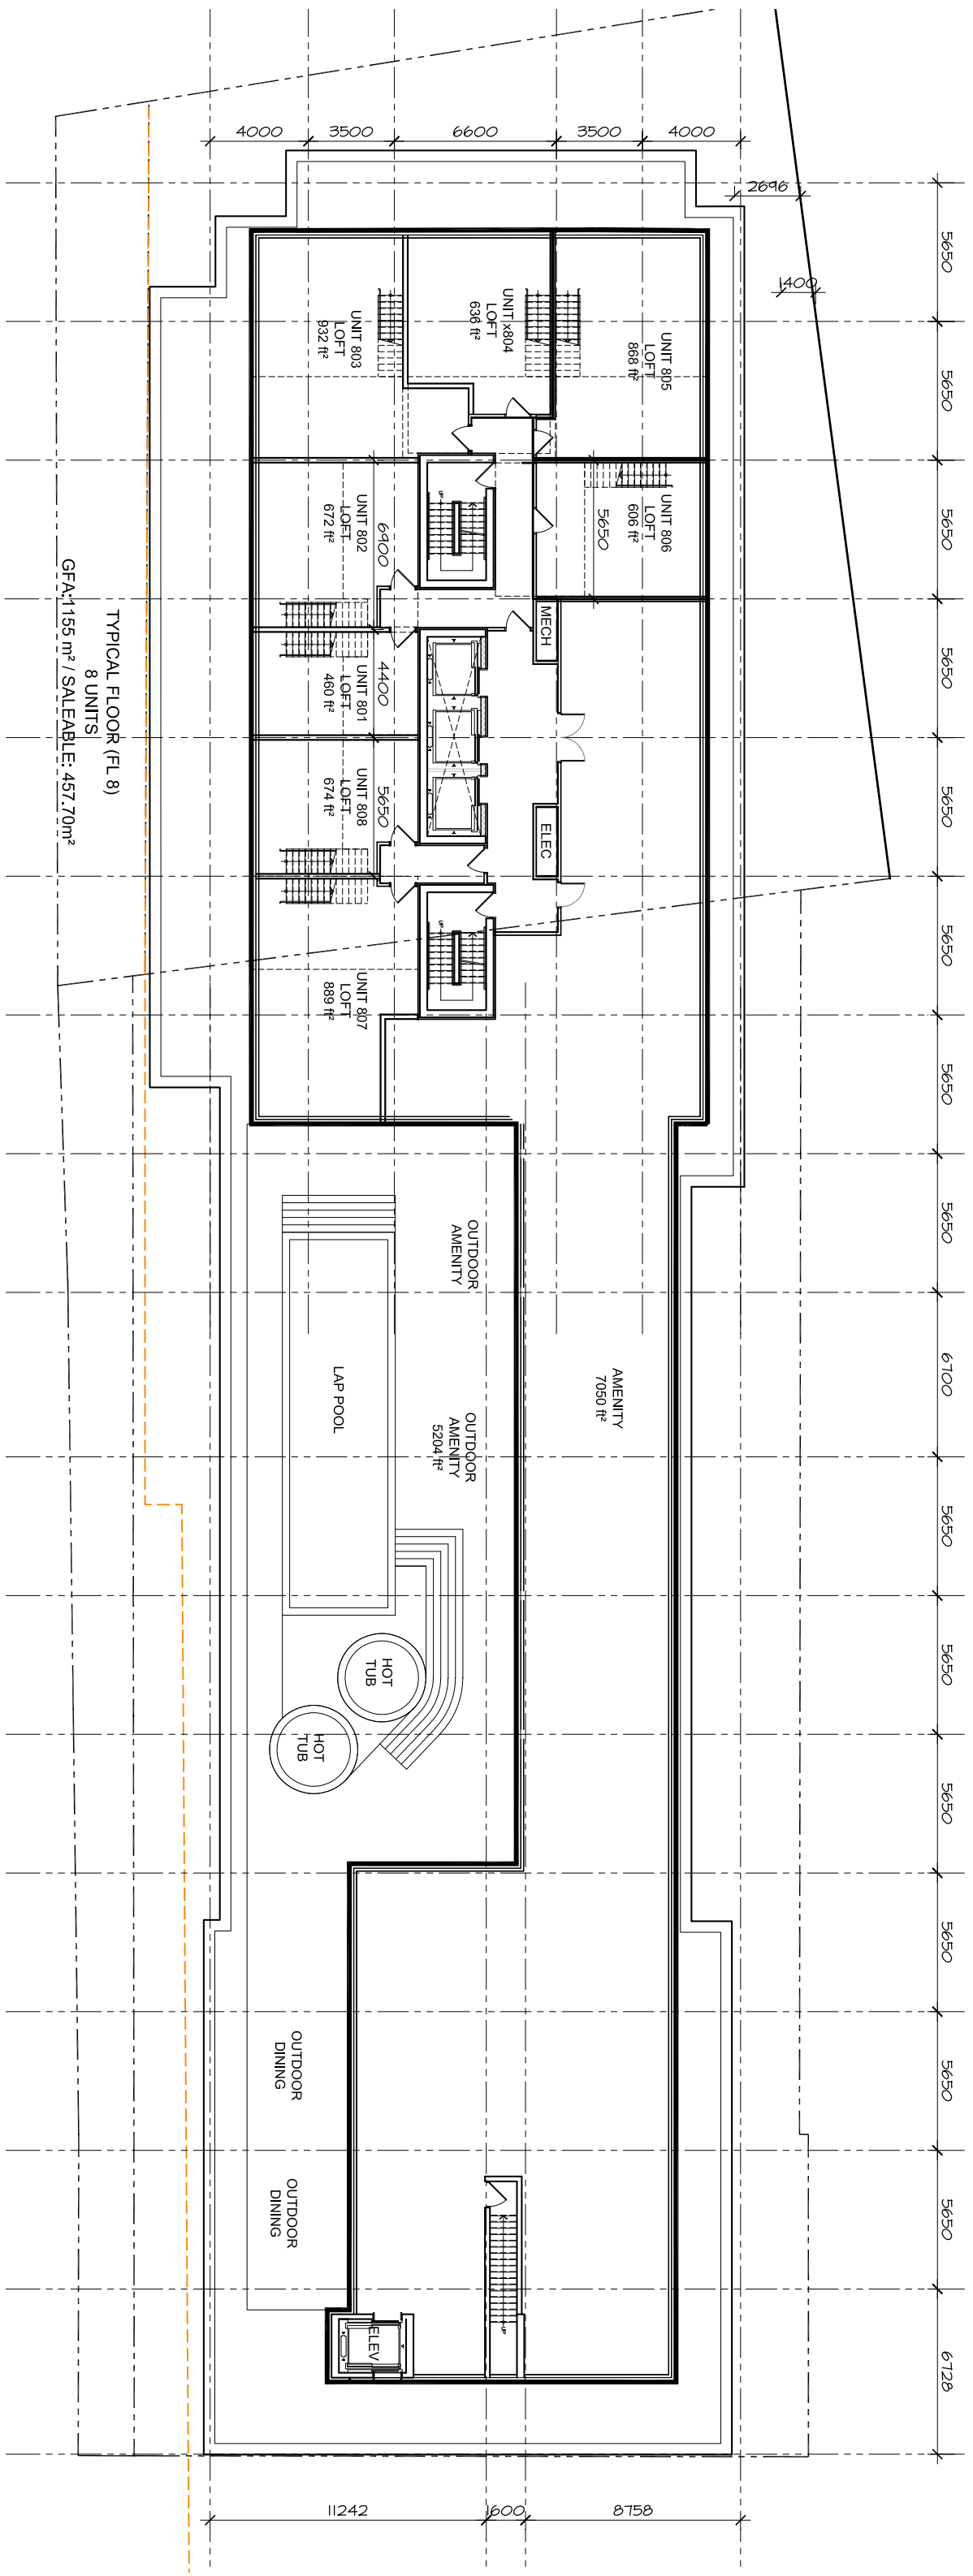 4000
3500
6600
3500
4000
2696
1400
5650
5650
5650
5650
5650
5650
5650
5650
6700
5650
5650
5650
5650
5650
5650
6728
UNIT 803
LOFT
932 ft²
UNIT x804
LOFT
636 ft²
UNIT 805
LOFT
868 ft²
UNIT 802
LOFT
672 ft²
6900
UP
5650
UNIT 806
LOFT
606 ft²
MECH
UNIT 801
LOFT
460 ft²
4400
UNIT 808
LOFT
674 ft²
5650
ELEC
UP
UNIT 807
LOFT
889 ft²
TYPICAL FLOOR (FL 8)
8 UNITS
GFA:1155 m² / SALEABLE: 457.70m²
OUTDOOR
AMENITY
LAP POOL
OUTDOOR
AMENITY
5204 ft²
AMENITY
7050 ft²
HOT
TUB
HOT
TUB
OUTDOOR
DINING
OUTDOOR
DINING
UP
ELEV
11242
1600
8758